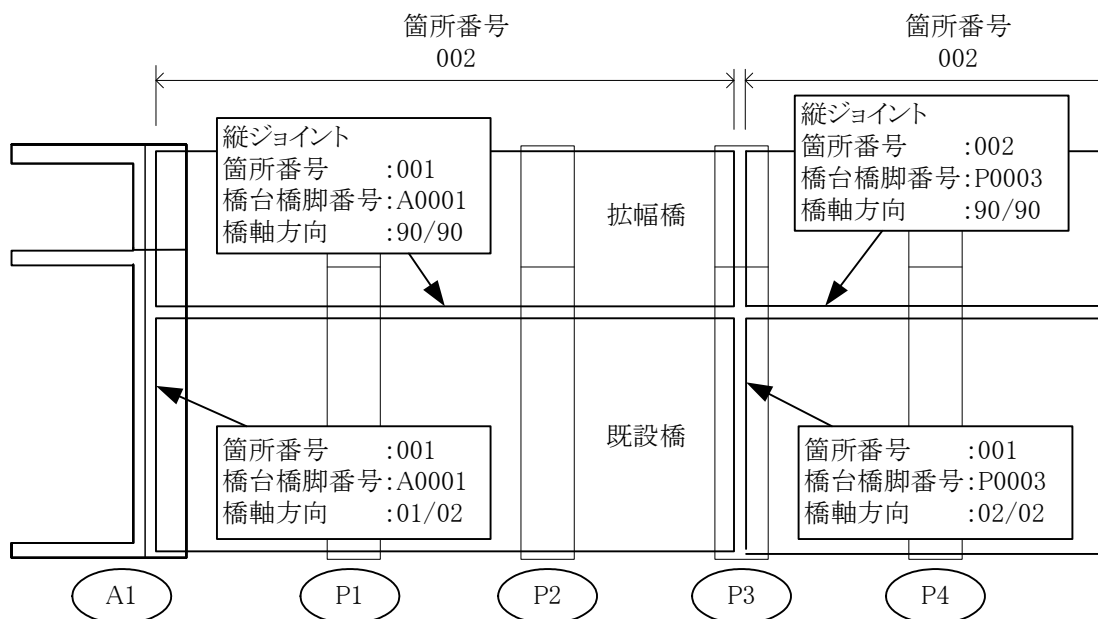 箇所番号
002
箇所番号
002
縦ジョイント
箇所番号　　:001
橋台橋脚番号:A0001
橋軸方向　　:90/90
縦ジョイント
箇所番号　　:002
橋台橋脚番号:P0003
橋軸方向　　:90/90
拡幅橋
箇所番号　　:001
橋台橋脚番号:A0001
橋軸方向　　:01/02
既設橋
箇所番号　　:001
橋台橋脚番号:P0003
橋軸方向　　:02/02
A1
P1
P2
P3
P4